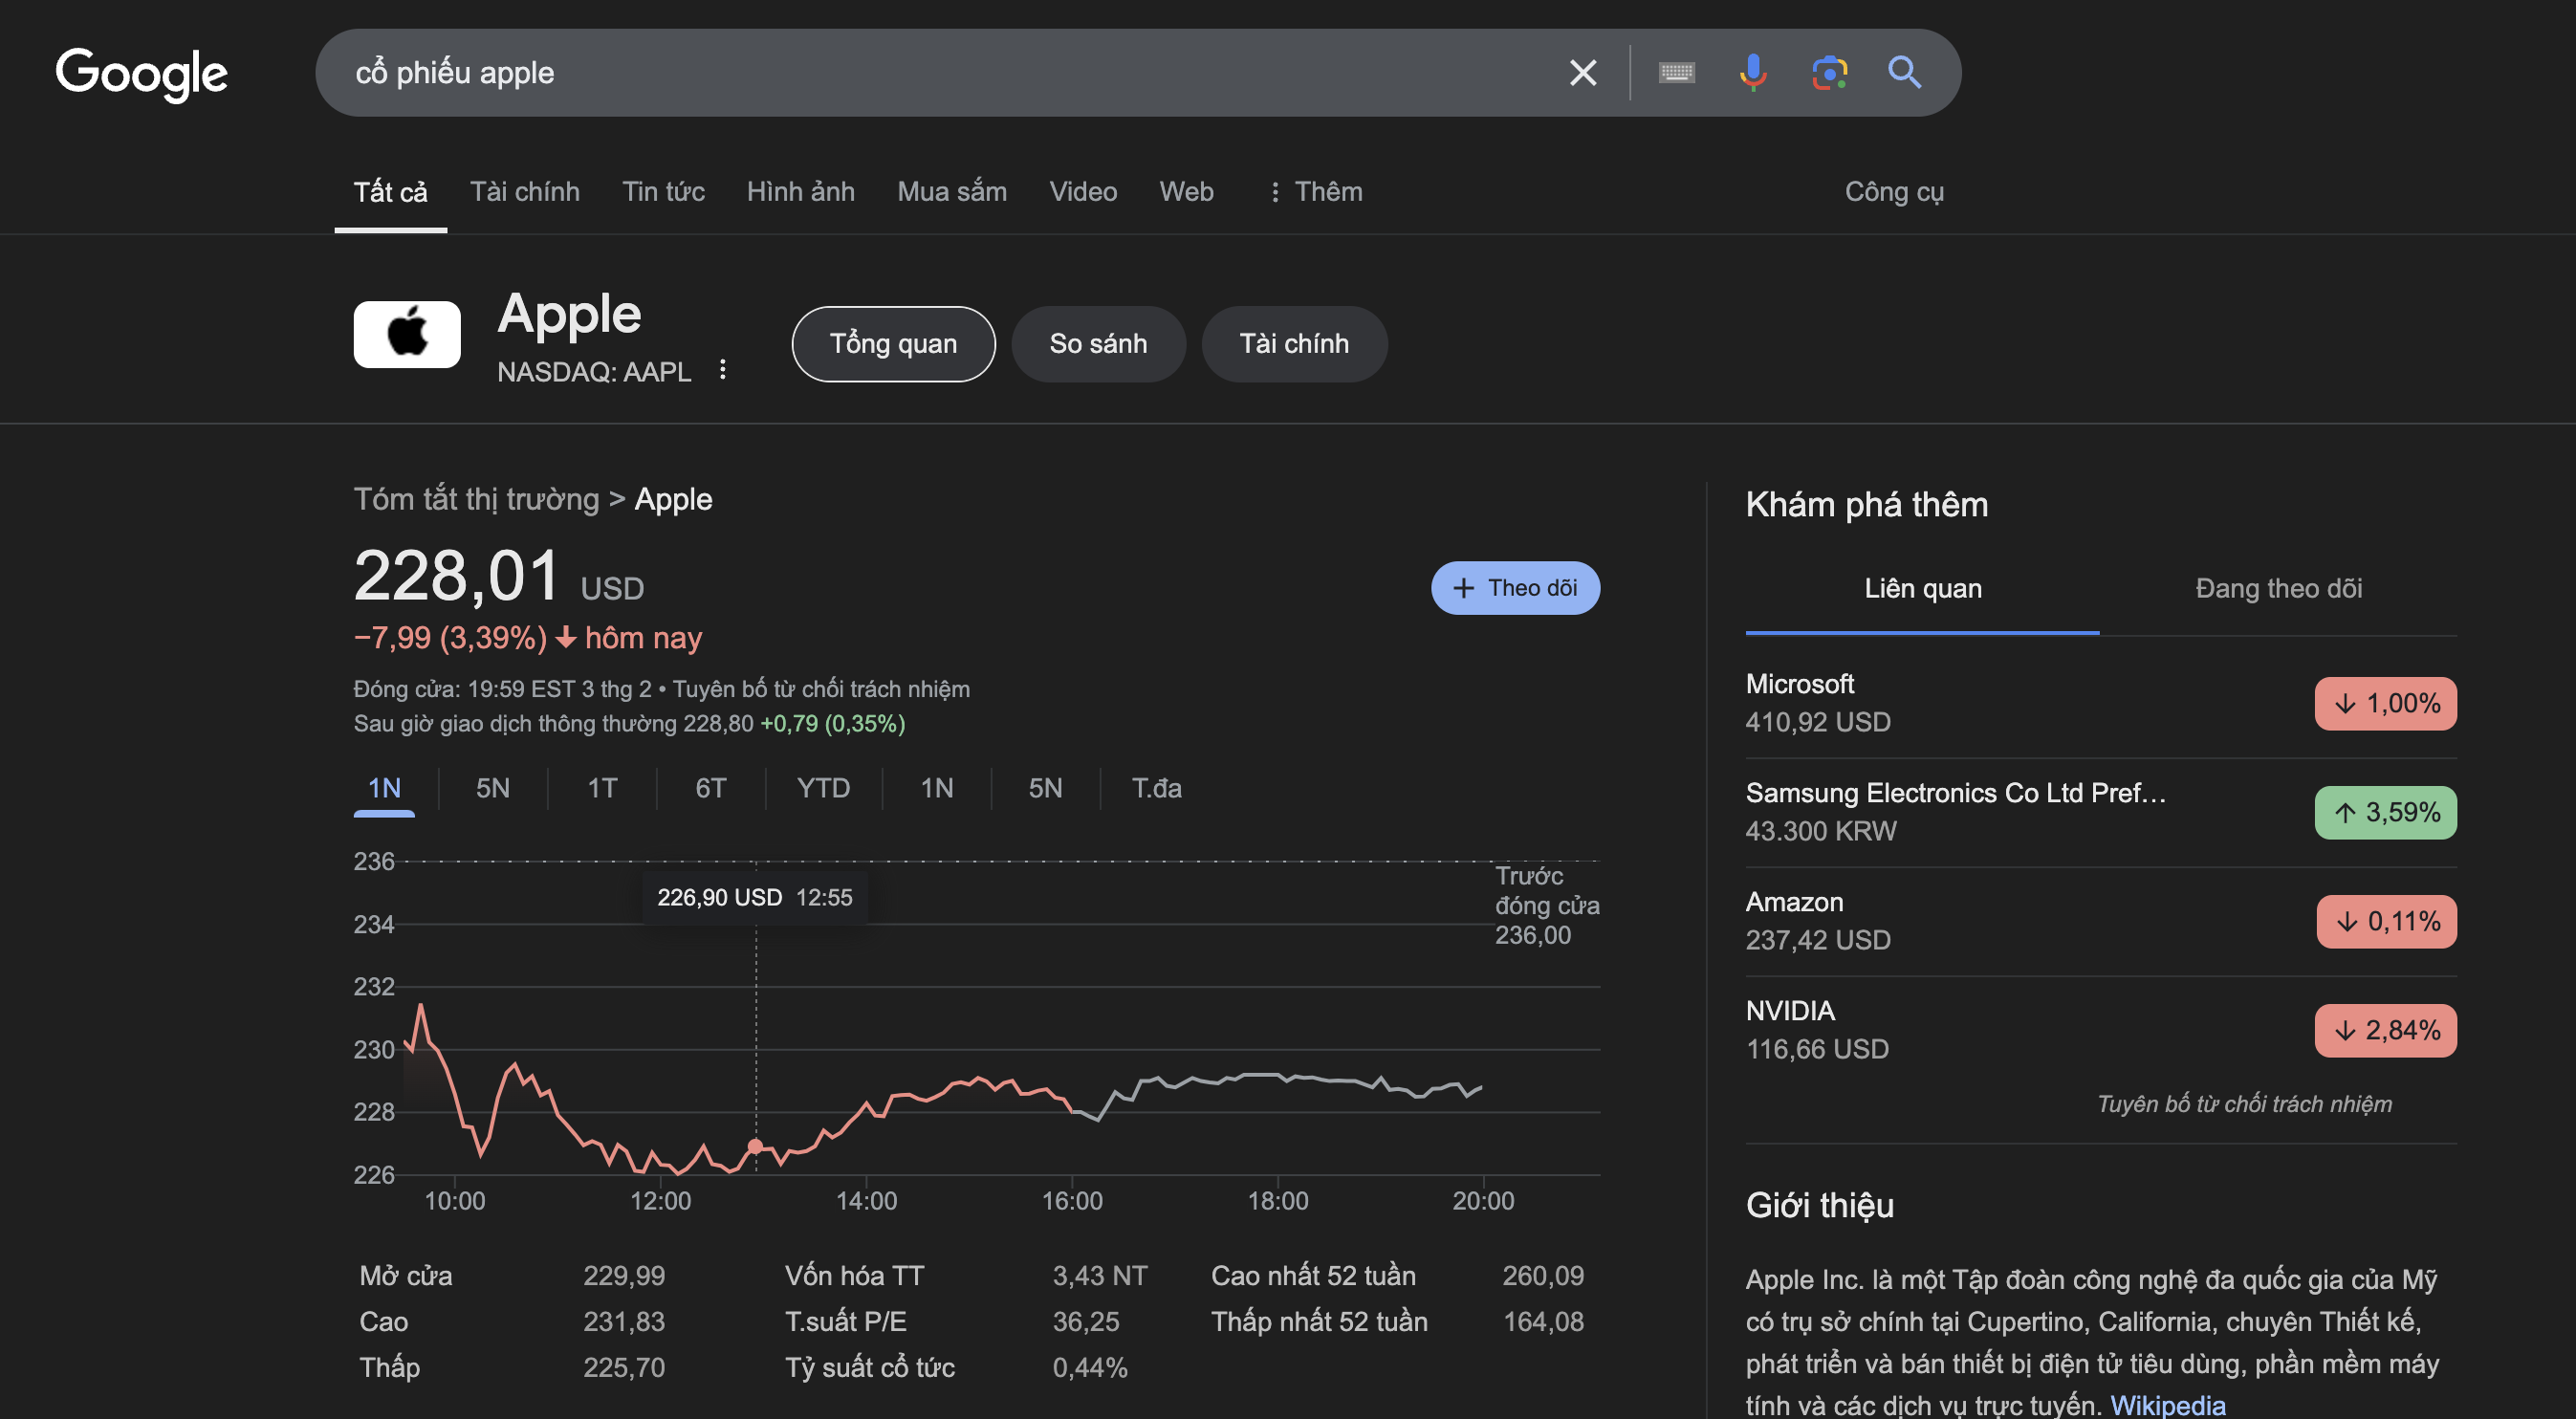 Google
cổ phiếu apple
Tất cả Tài chính Tin tức Hình ảnh Mua sắm Video Web Thêm Công cụ
Apple
NASDAQ: AAPL
Tổng quan So sánh Tài chính
Tóm tắt thị trường > Apple
228,01 USD
+ Theo dõi
−7,99 (3,39%) ↓ hôm nay
Đóng cửa: 19:59 EST 3 thg 2 • Tuyên bố từ chối trách nhiệm
Sau giờ giao dịch thông thường 228,80 +0,79 (0,35%)
1N 5N 1T 6T YTD 1N 5N T.đa
236
234
232
230
228
226
226,90 USD 12:55
Trước
đóng cửa
236,00
10:00 12:00 14:00 16:00 18:00 20:00
Mở cửa 229,99 Vốn hóa TT 3,43 NT Cao nhất 52 tuần 260,09
Cao 231,83 T.suất P/E 36,25 Thấp nhất 52 tuần 164,08
Thấp 225,70 Tỷ suất cổ tức 0,44%
Khám phá thêm
Liên quan Đang theo dõi
Microsoft
410,92 USD
↓ 1,00%
Samsung Electronics Co Ltd Pref…
43.300 KRW
↑ 3,59%
Amazon
237,42 USD
↓ 0,11%
NVIDIA
116,66 USD
↓ 2,84%
Tuyên bố từ chối trách nhiệm
Giới thiệu
Apple Inc. là một Tập đoàn công nghệ đa quốc gia của Mỹ
có trụ sở chính tại Cupertino, California, chuyên Thiết kế,
phát triển và bán thiết bị điện tử tiêu dùng, phần mềm máy
tính và các dịch vụ trực tuyến. Wikipedia